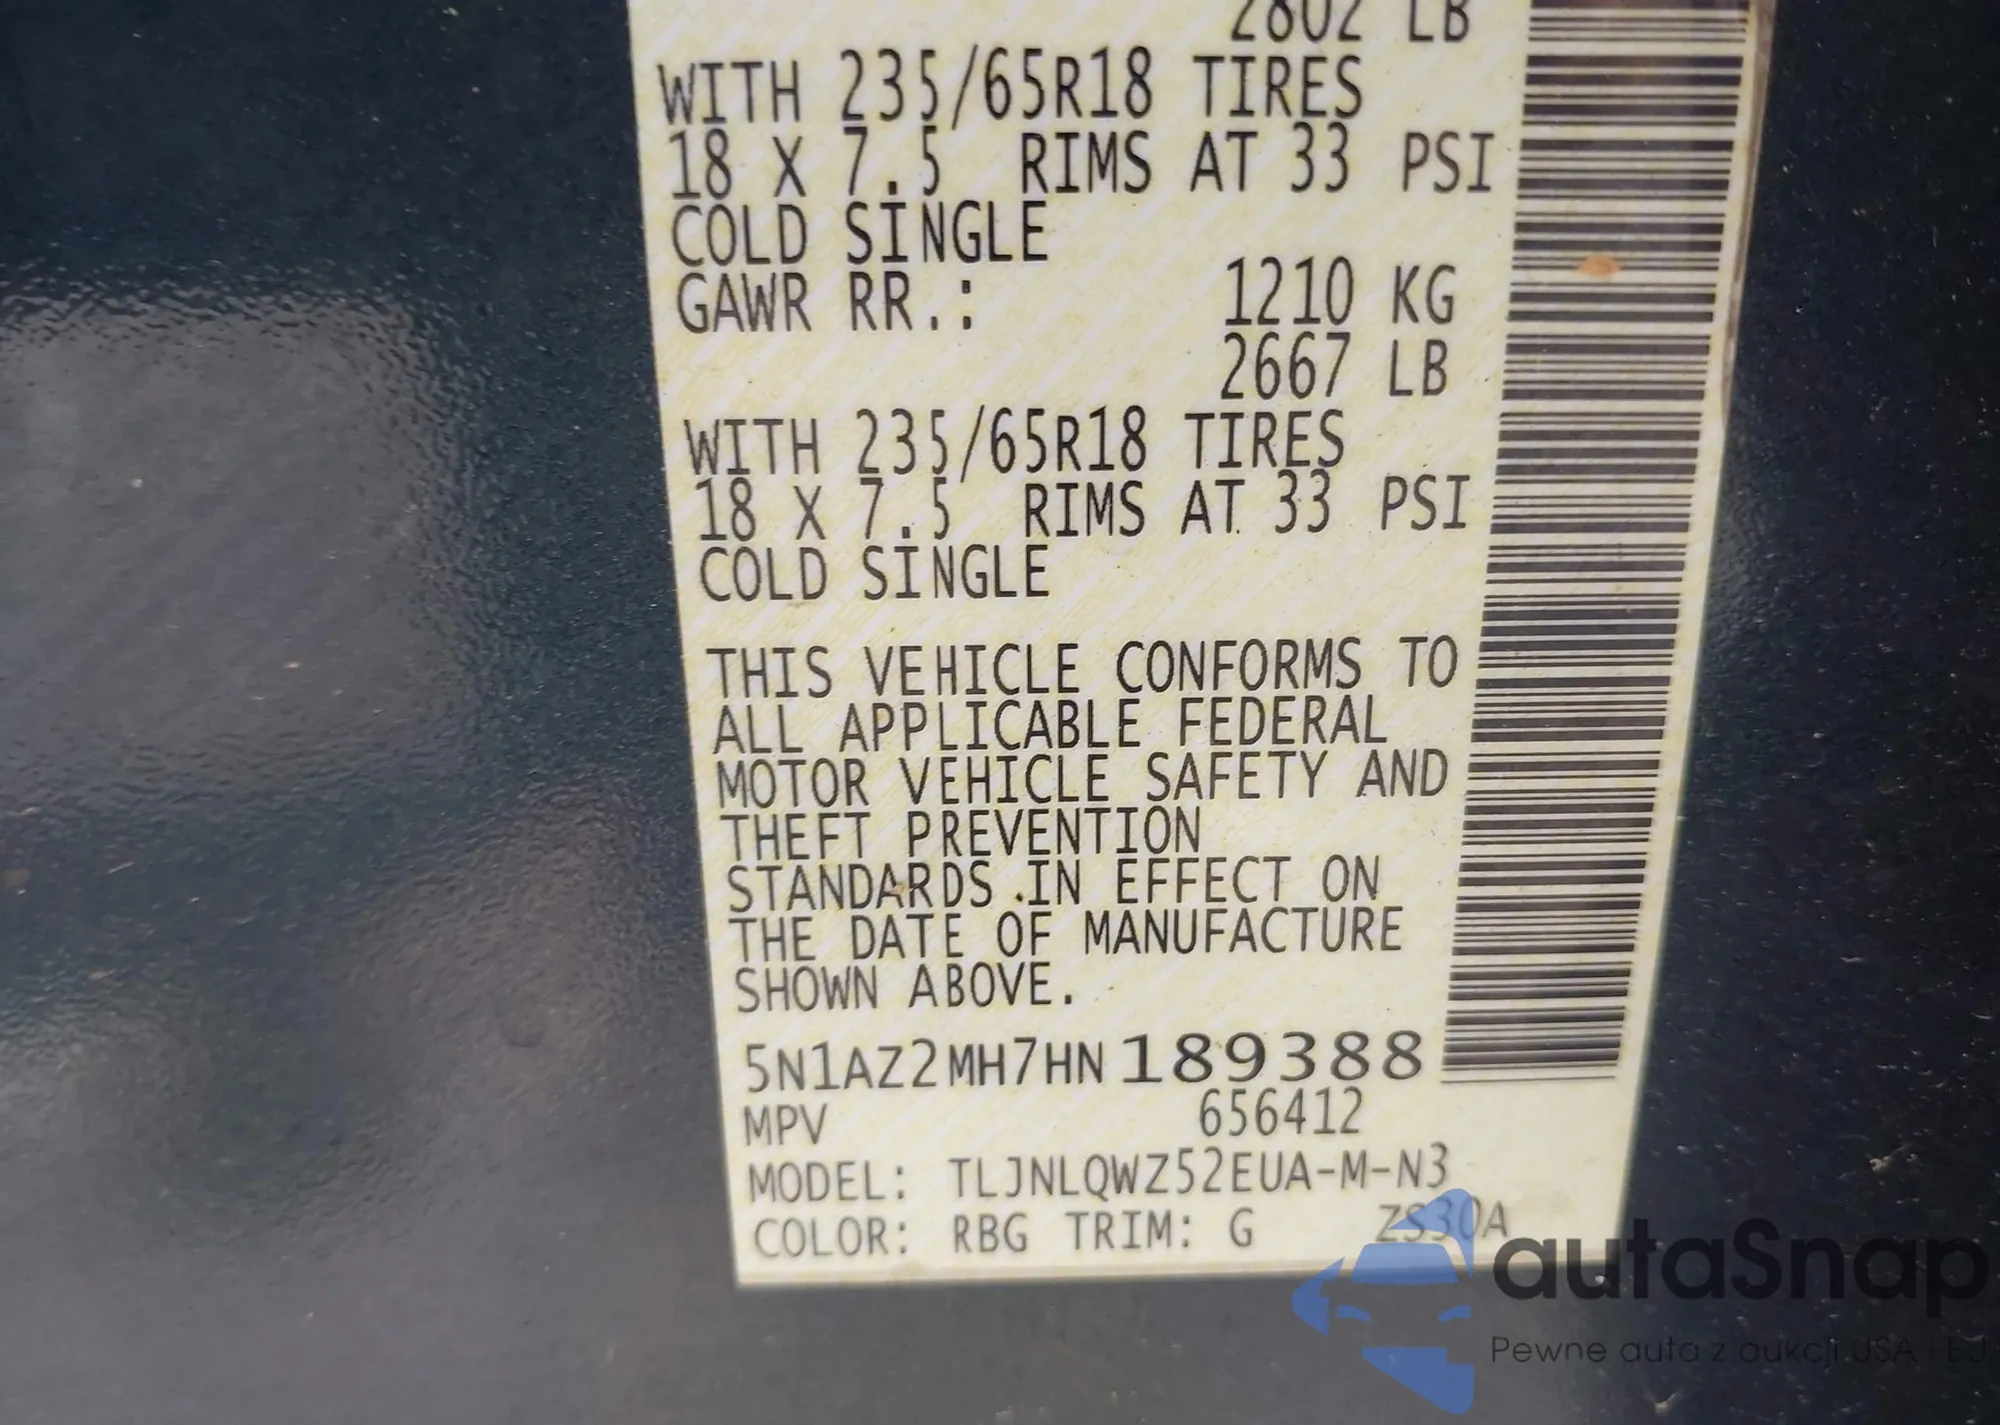 2802 LB
WITH 235/65R18 TIRES
18 X 7.5 RIMS AT 33 PSI
COLD SINGLE
GAWR RR.: 1210 KG
2667 LB
WITH 235/65R18 TIRES
18 X 7.5 RIMS AT 33 PSI
COLD SINGLE
THIS VEHICLE CONFORMS TO
ALL APPLICABLE FEDERAL
MOTOR VEHICLE SAFETY AND
THEFT PREVENTION
STANDARDS IN EFFECT ON
THE DATE OF MANUFACTURE
SHOWN ABOVE.
5N1AZ2MH7HN189388
MPV 656412
MODEL: TLJNLQWZ52EUA-M-N3
COLOR: RBG TRIM: G ZS30A
autaSnap
Pewne auta z aukcji USA i EU